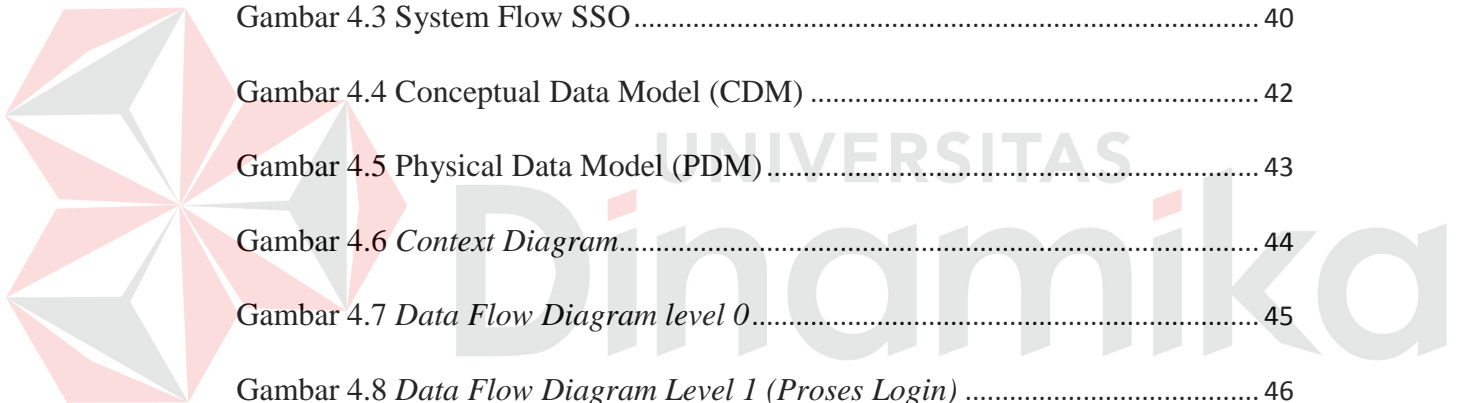 Gambar 4.3 System Flow SSO ........ 40
Gambar 4.4 Conceptual Data Model (CDM) ........ 42
UNIVERSITAS
Gambar 4.5 Physical Data Model (PDM) ........ 43
Dinamika
Gambar 4.6 Context Diagram ........ 44
Gambar 4.7 Data Flow Diagram level 0 ........ 45
Gambar 4.8 Data Flow Diagram Level 1 (Proses Login) ........ 46